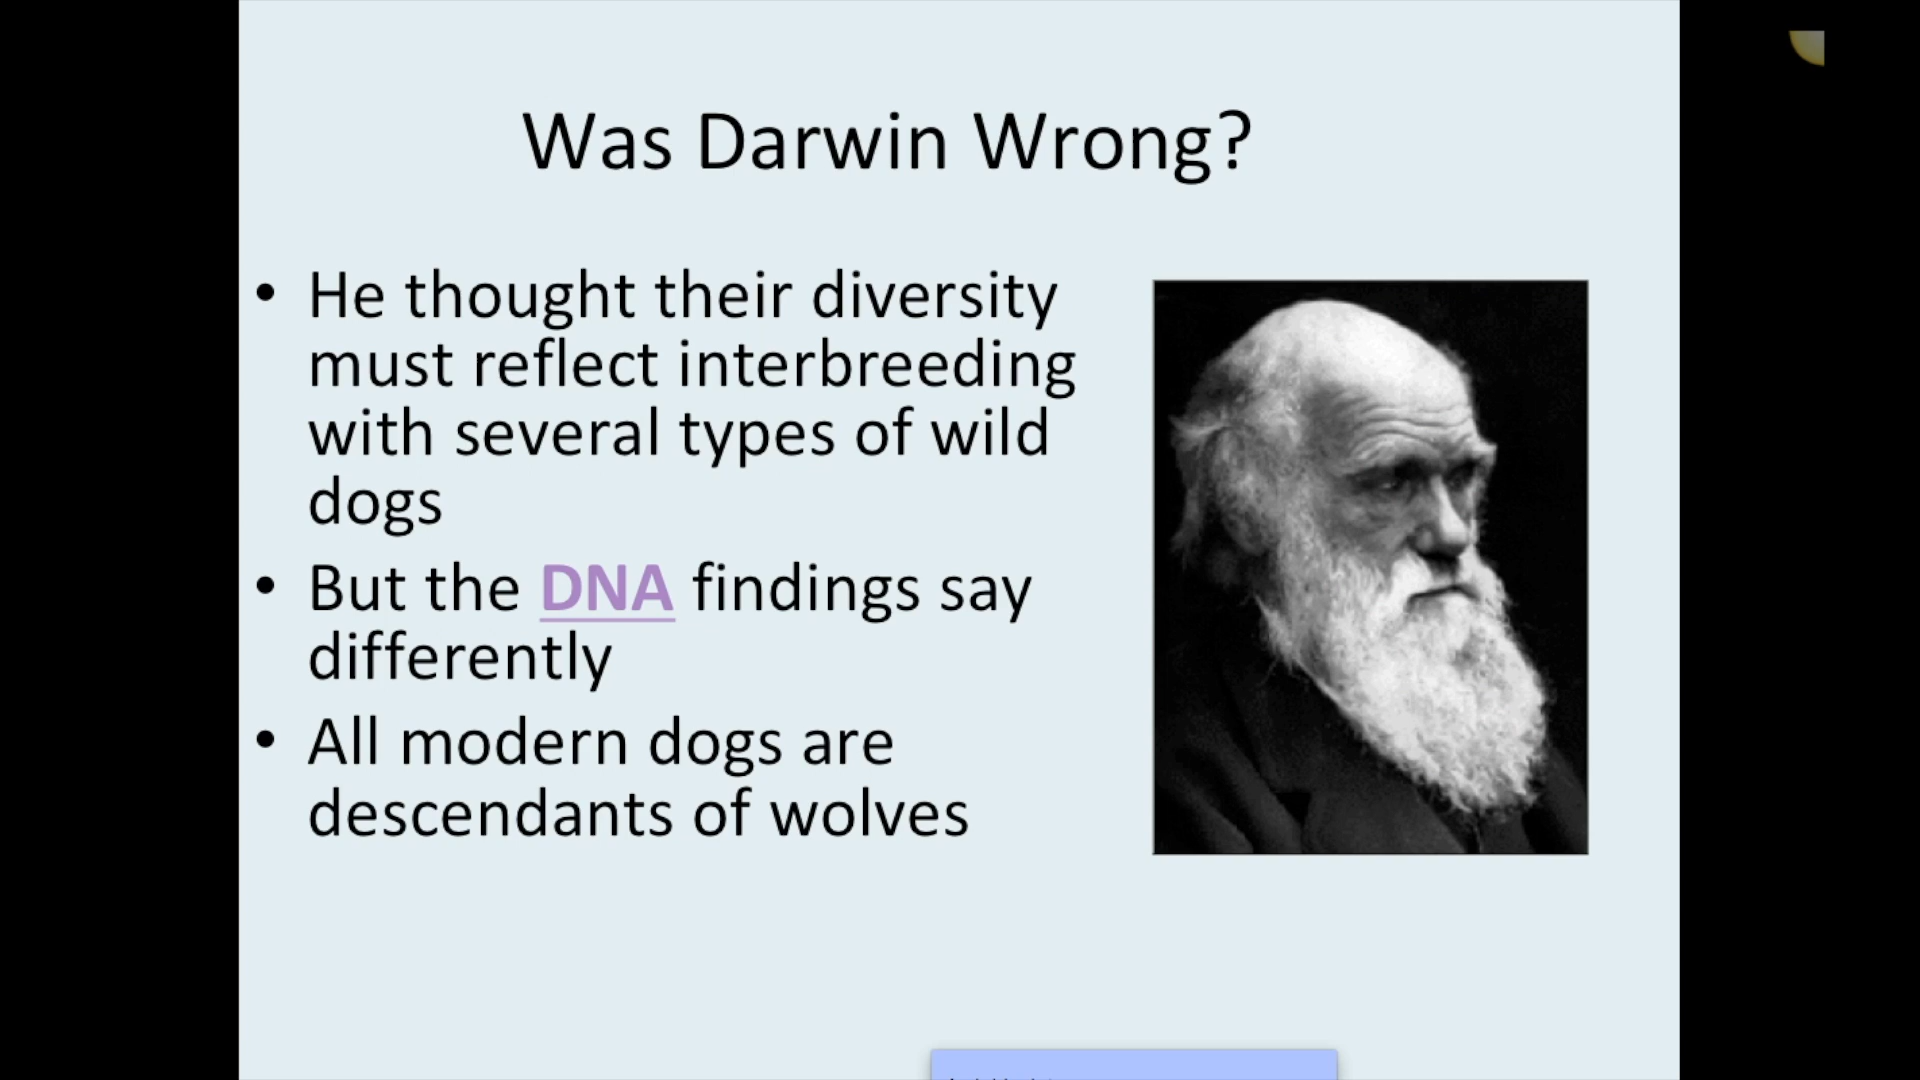 Was Darwin Wrong?
• He thought their diversity
must reflect interbreeding
with several types of wild
dogs
• But the DNA findings say
differently
• All modern dogs are
descendants of wolves